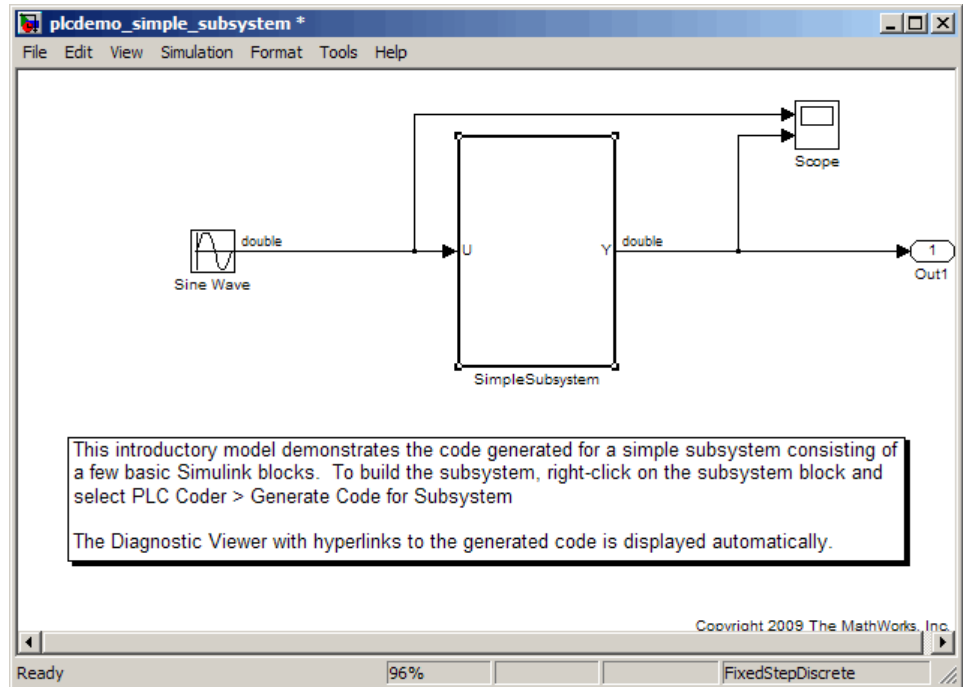 plcdemo_simple_subsystem *
File Edit View Simulation Format Tools Help
Scope
double
Sine Wave
U
Y
double
1
Out1
SimpleSubsystem
This introductory model demonstrates the code generated for a simple subsystem consisting of
a few basic Simulink blocks. To build the subsystem, right-click on the subsystem block and
select PLC Coder > Generate Code for Subsystem
The Diagnostic Viewer with hyperlinks to the generated code is displayed automatically.
Copyright 2009 The MathWorks, Inc.
Ready 96% FixedStepDiscrete